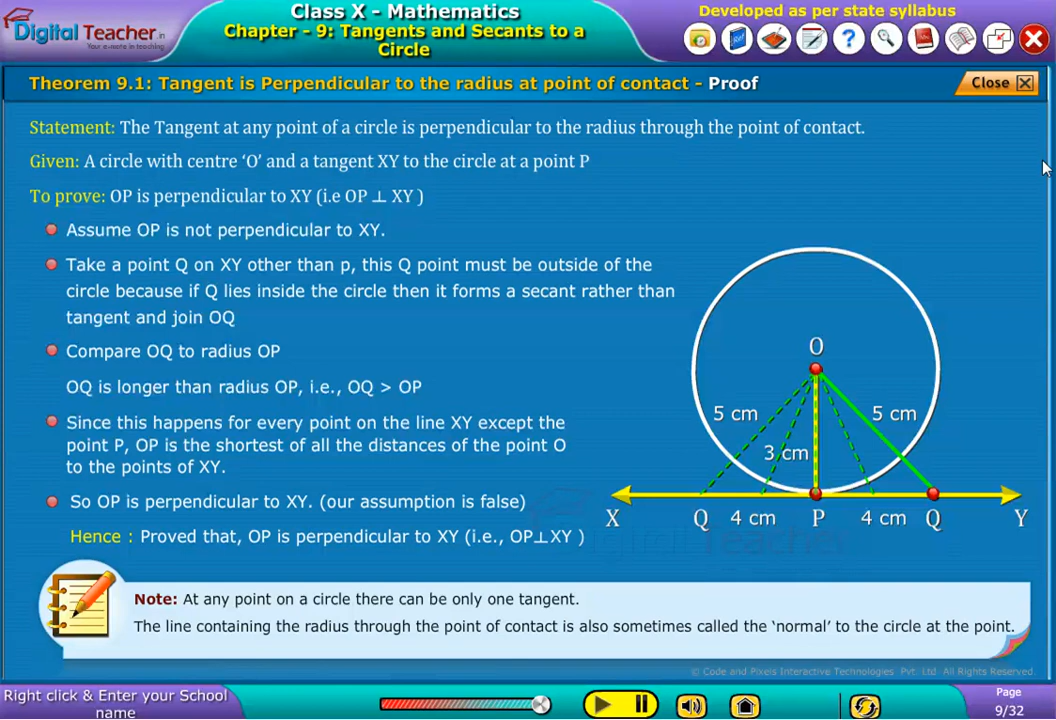 Digital Teacher.in
Your e-note in teaching
Class X - Mathematics
Chapter - 9: Tangents and Secants to a
Circle
Developed as per state syllabus
Theorem 9.1: Tangent is Perpendicular to the radius at point of contact - Proof
Close
Statement: The Tangent at any point of a circle is perpendicular to the radius through the point of contact.
Given: A circle with centre ‘O’ and a tangent XY to the circle at a point P
To prove: OP is perpendicular to XY (i.e OP ⊥ XY )
Assume OP is not perpendicular to XY.
Take a point Q on XY other than p, this Q point must be outside of the
circle because if Q lies inside the circle then it forms a secant rather than
tangent and join OQ
Compare OQ to radius OP
OQ is longer than radius OP, i.e., OQ > OP
Since this happens for every point on the line XY except the
point P, OP is the shortest of all the distances of the point O
to the points of XY.
So OP is perpendicular to XY. (our assumption is false)
Hence : Proved that, OP is perpendicular to XY (i.e., OP⊥XY )
O
5 cm
5 cm
3 cm
X Q 4 cm P 4 cm Q Y
Digital Teacher
Note: At any point on a circle there can be only one tangent.
The line containing the radius through the point of contact is also sometimes called the ‘normal’ to the circle at the point.
© Code and Pixels Interactive Technologies Pvt. Ltd. All Rights Reserved.
Right click & Enter your School
name
Page
9/32